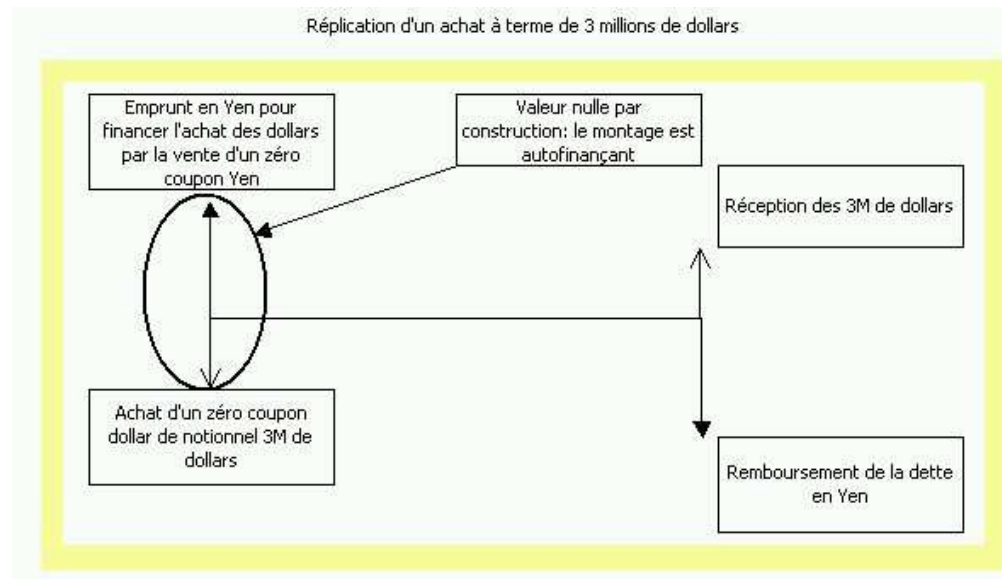 Réplication d'un achat à terme de 3 millions de dollars
Emprunt en Yen pour
financer l'achat des dollars
par la vente d'un zéro
coupon Yen
Valeur nulle par
construction: le montage est
autofinançant
Réception des 3M de dollars
Achat d'un zéro coupon
dollar de notionnel 3M de
dollars
Remboursement de la dette
en Yen